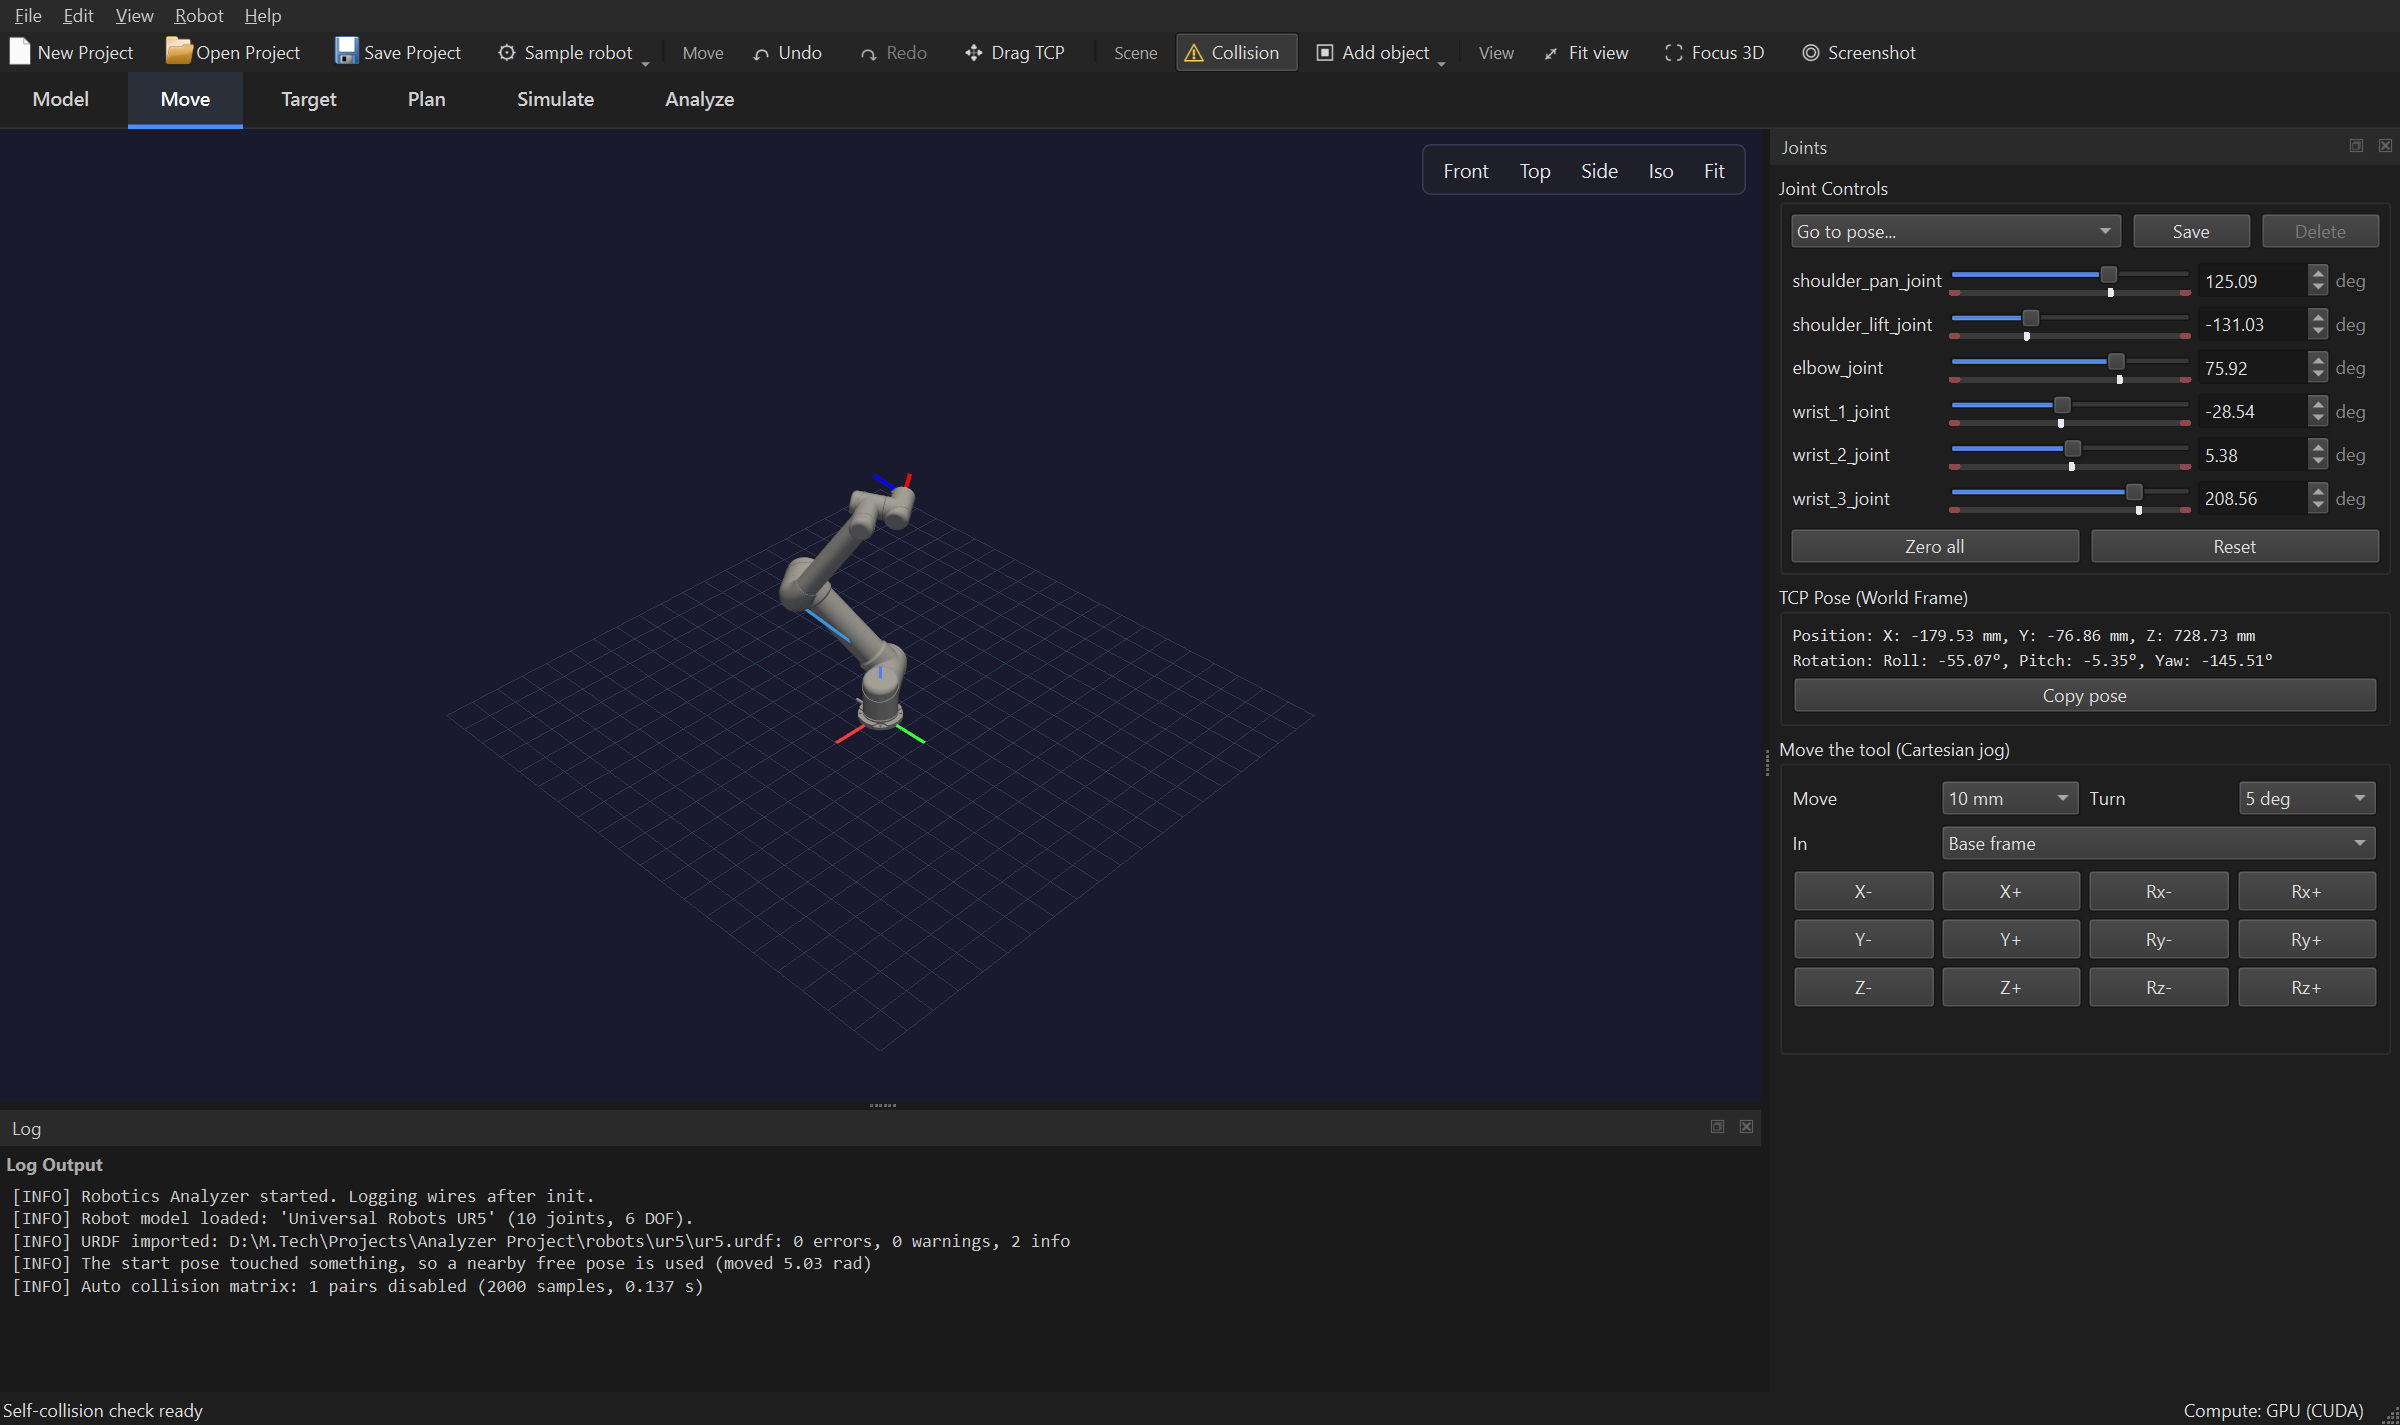 File Edit View Robot Help
New Project Open Project Save Project Sample robot Move Undo Redo Drag TCP Scene Collision Add object View Fit view Focus 3D Screenshot
Model Move Target Plan Simulate Analyze
Front Top Side Iso Fit
Joints
Joint Controls
Go to pose... Save Delete
shoulder_pan_joint 125.09 deg
shoulder_lift_joint -131.03 deg
elbow_joint 75.92 deg
wrist_1_joint -28.54 deg
wrist_2_joint 5.38 deg
wrist_3_joint 208.56 deg
Zero all Reset
TCP Pose (World Frame)
Position: X: -179.53 mm, Y: -76.86 mm, Z: 728.73 mm
Rotation: Roll: -55.07°, Pitch: -5.35°, Yaw: -145.51°
Copy pose
Move the tool (Cartesian jog)
Move 10 mm Turn 5 deg
In Base frame
X- X+ Rx- Rx+
Y- Y+ Ry- Ry+
Z- Z+ Rz- Rz+
Log
Log Output
[INFO] Robotics Analyzer started. Logging wires after init.
[INFO] Robot model loaded: 'Universal Robots UR5' (10 joints, 6 DOF).
[INFO] URDF imported: D:\M.Tech\Projects\Analyzer Project\robots\ur5\ur5.urdf: 0 errors, 0 warnings, 2 info
[INFO] The start pose touched something, so a nearby free pose is used (moved 5.03 rad)
[INFO] Auto collision matrix: 1 pairs disabled (2000 samples, 0.137 s)
Self-collision check ready
Compute: GPU (CUDA)